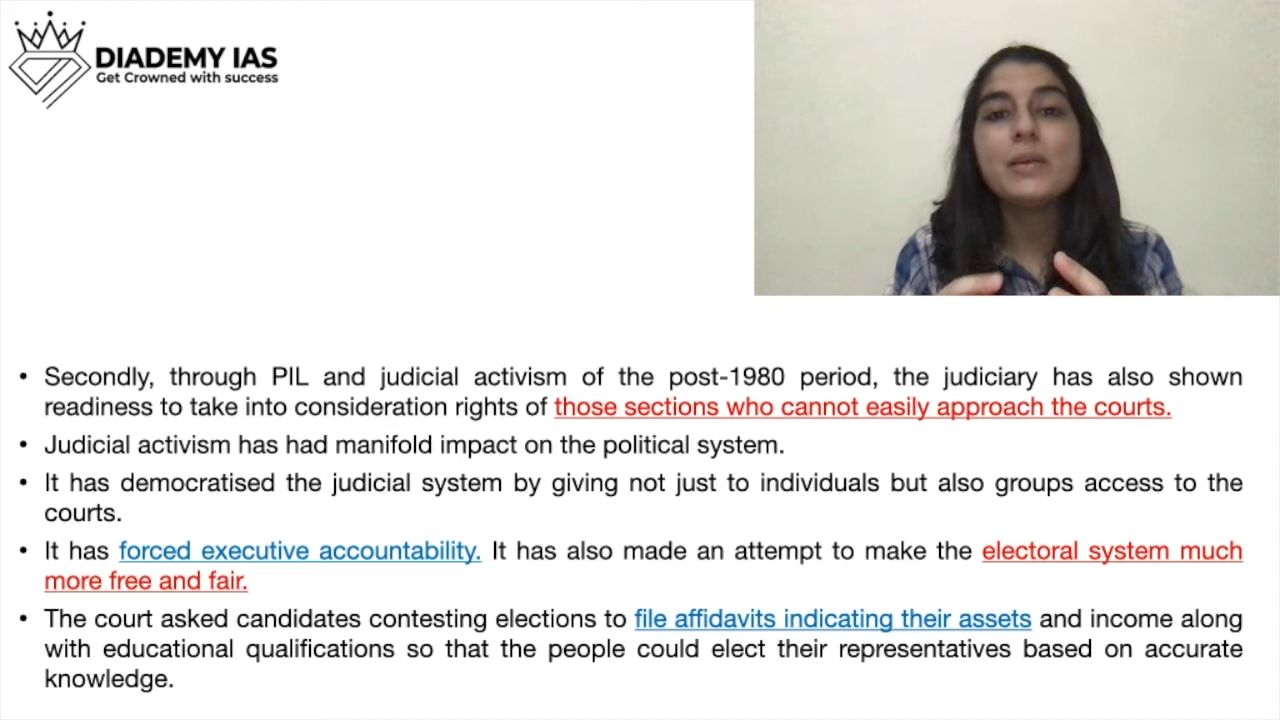 DIADEMY IAS
Get Crowned with success
• Secondly, through PIL and judicial activism of the post-1980 period, the judiciary has also shown
readiness to take into consideration rights of those sections who cannot easily approach the courts.
• Judicial activism has had manifold impact on the political system.
• It has democratised the judicial system by giving not just to individuals but also groups access to the
courts.
• It has forced executive accountability. It has also made an attempt to make the electoral system much
more free and fair.
• The court asked candidates contesting elections to file affidavits indicating their assets and income along
with educational qualifications so that the people could elect their representatives based on accurate
knowledge.